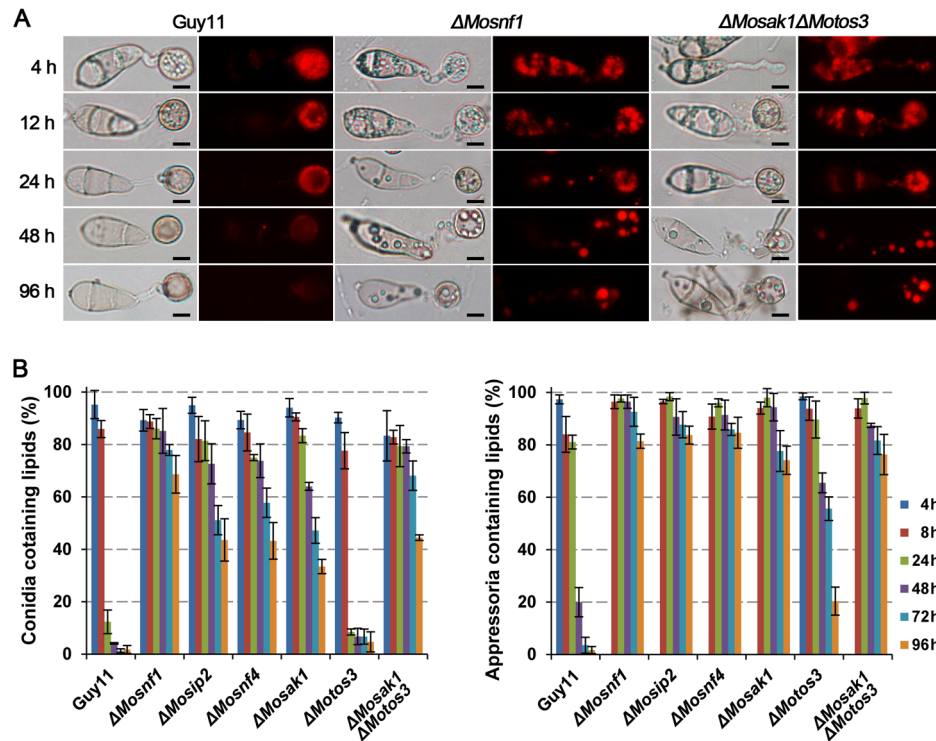 A
Guy11 ΔMosnf1 ΔMosak1ΔMotos3
4 h
12 h
24 h
48 h
96 h
B
Conidia cotaining lipids (%)
100
80
60
40
20
0
Guy11 ΔMosnf1 ΔMosip2 ΔMosnf4 ΔMosak1 ΔMotos3 ΔMosak1
ΔMotos3
Appressoria containing lipids (%)
100
80
60
40
20
0
Guy11 ΔMosnf1 ΔMosip2 ΔMosnf4 ΔMosak1 ΔMotos3 ΔMosak1
ΔMotos3
4h
8h
24h
48h
72h
96h